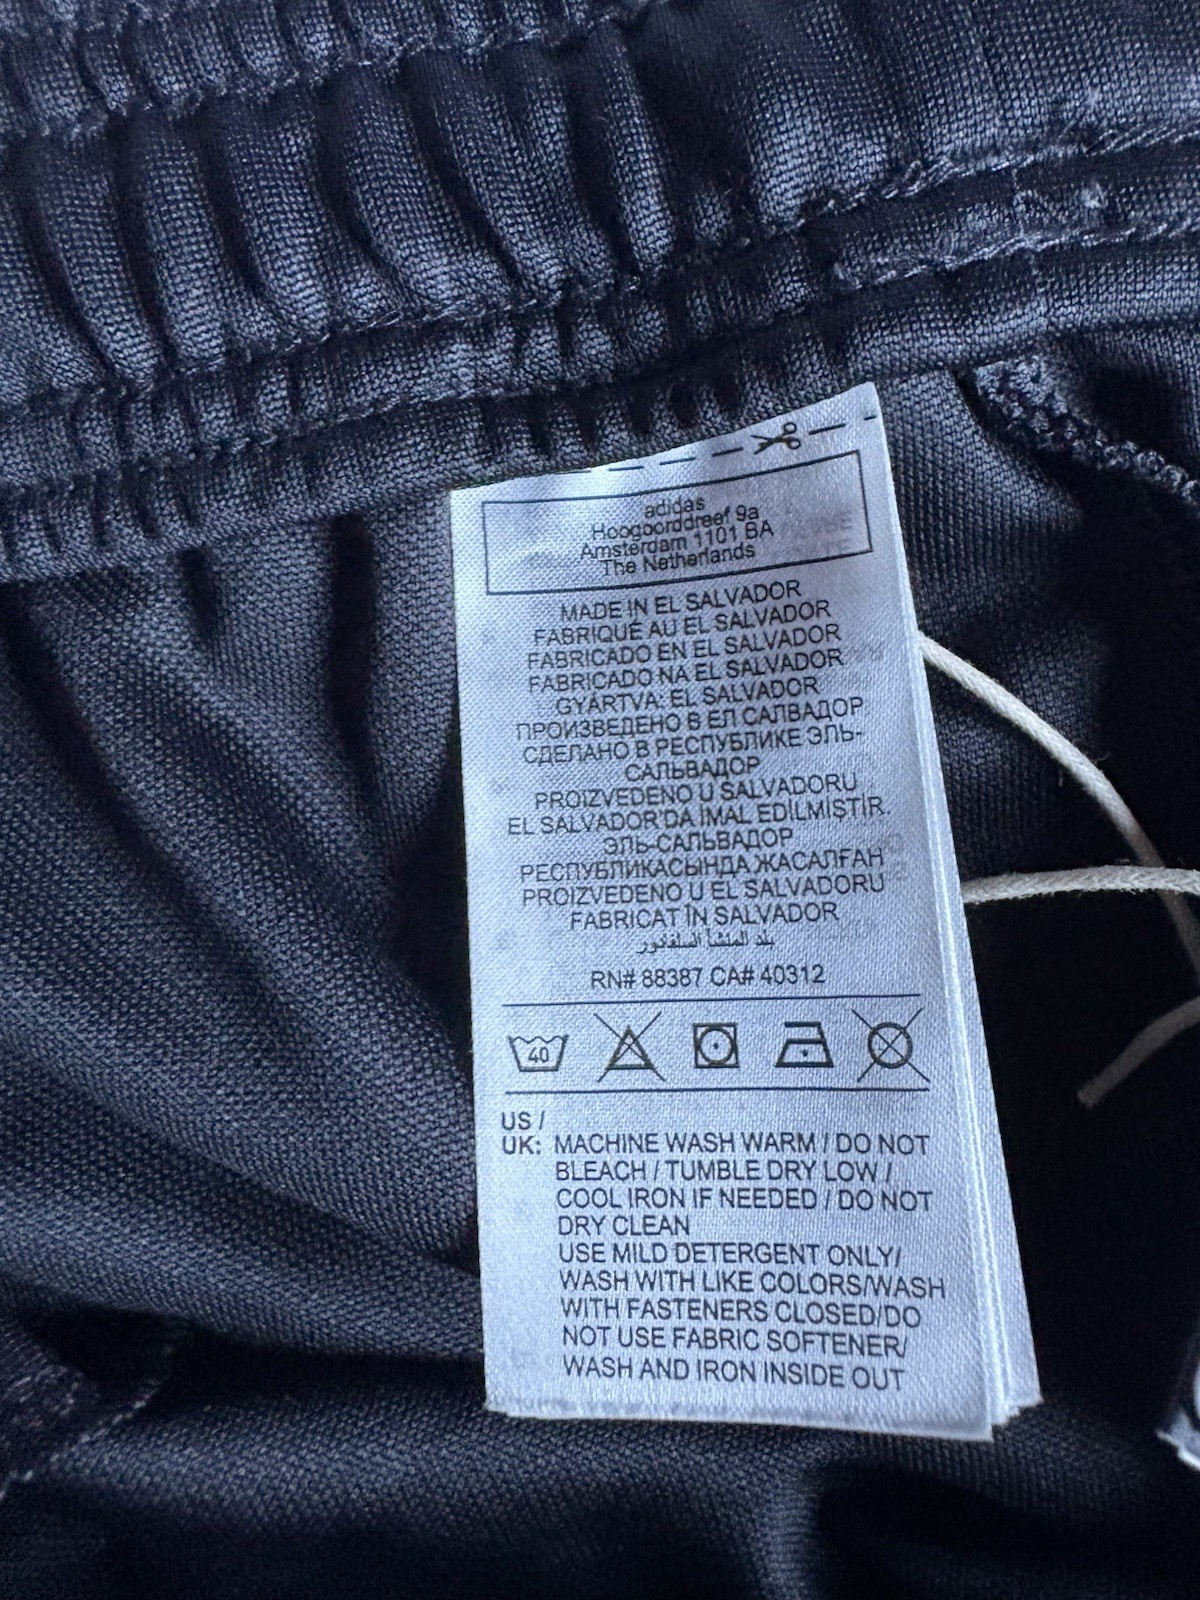 adidas
Hoogoorddreef 9a
Amsterdam 1101 BA
The Netherlands
MADE IN EL SALVADOR
FABRIQUÉ AU EL SALVADOR
FABRICADO EN EL SALVADOR
FABRICADO NA EL SALVADOR
GYÁRTVA: EL SALVADOR
ПРОИЗВЕДЕНО В ЕЛ САЛВАДОР
СДЕЛАНО В РЕСПУБЛИКЕ ЭЛЬ-
САЛЬВАДОР
PROIZVEDENO U SALVADORU
EL SALVADOR'DA İMAL EDİLMİŞTİR.
ЭЛЬ-САЛЬВАДОР
РЕСПУБЛИКАСЫНДА ЖАСАЛҒАН
PROIZVEDENO U EL SALVADORU
FABRICAT ÎN SALVADOR
بلد المنشأ السلفادور
RN# 88387 CA# 40312
40
US /
UK: MACHINE WASH WARM / DO NOT
BLEACH / TUMBLE DRY LOW /
COOL IRON IF NEEDED / DO NOT
DRY CLEAN
USE MILD DETERGENT ONLY/
WASH WITH LIKE COLORS/WASH
WITH FASTENERS CLOSED/DO
NOT USE FABRIC SOFTENER/
WASH AND IRON INSIDE OUT